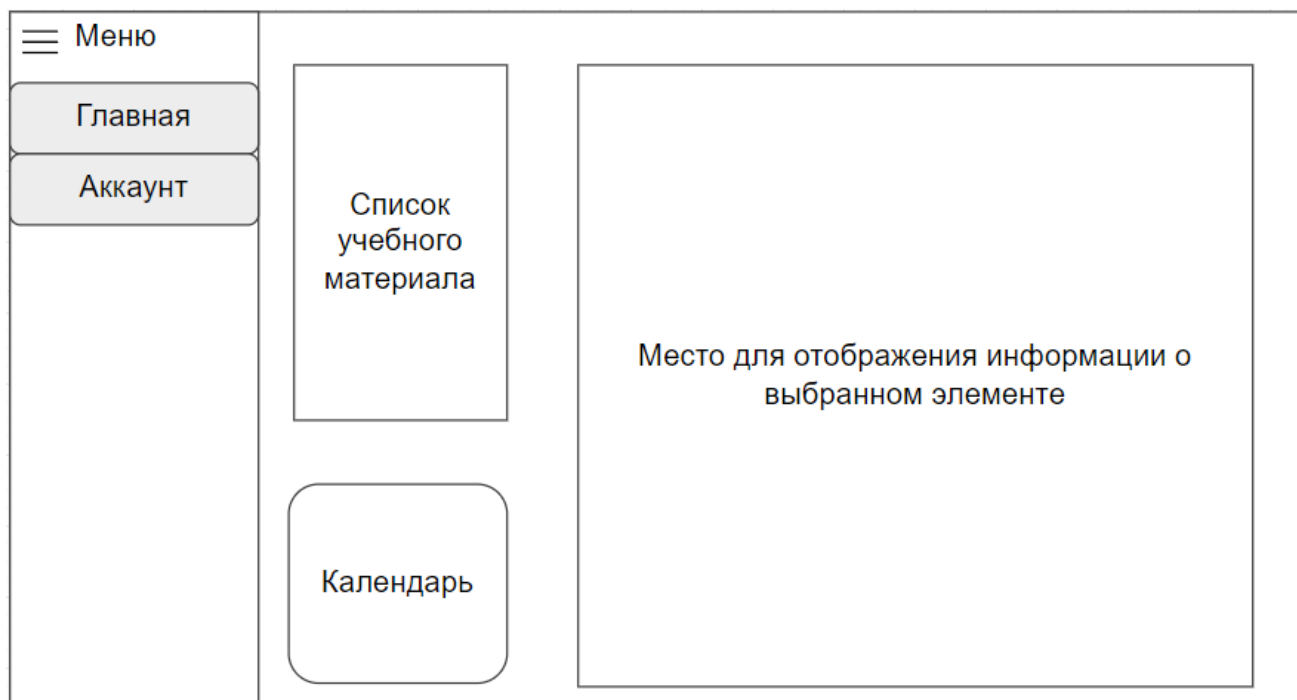 Меню
Главная
Аккаунт
Список
учебного
материала
Календарь
Место для отображения информации о
выбранном элементе